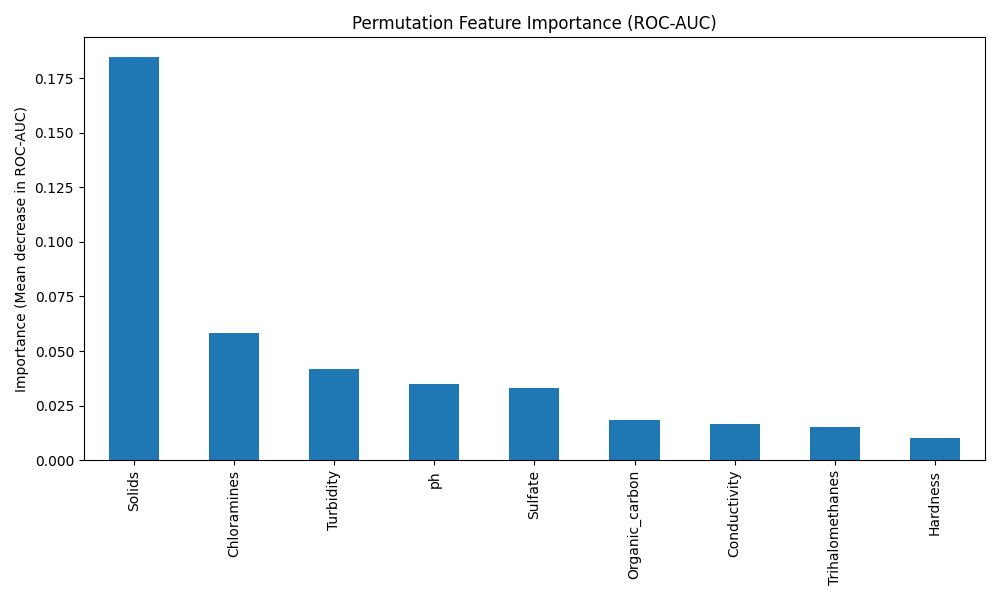 Permutation Feature Importance (ROC-AUC)
Importance (Mean decrease in ROC-AUC)
0.175
0.150
0.125
0.100
0.075
0.050
0.025
0.000
Solids
Chloramines
Turbidity
ph
Sulfate
Organic_carbon
Conductivity
Trihalomethanes
Hardness